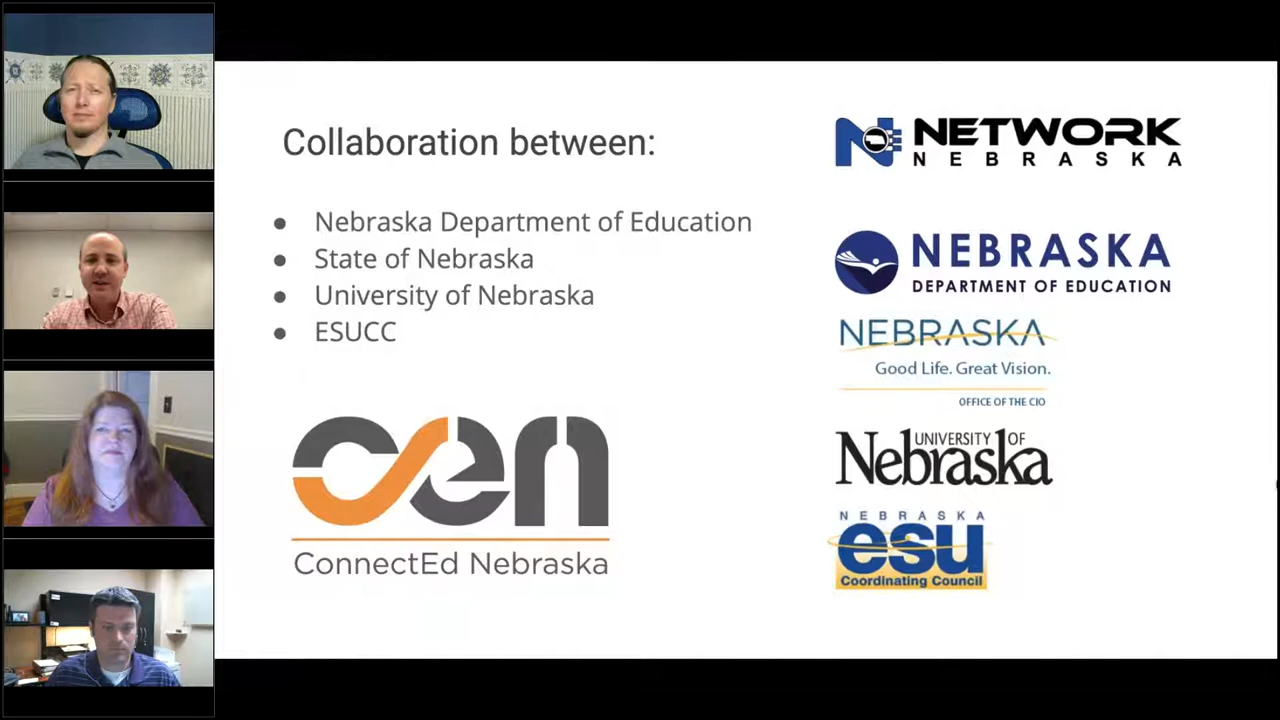 Collaboration between:
● Nebraska Department of Education
● State of Nebraska
● University of Nebraska
● ESUCC
cen
ConnectEd Nebraska
NETWORK
NEBRASKA
NEBRASKA
DEPARTMENT OF EDUCATION
NEBRASKA
Good Life. Great Vision.
OFFICE OF THE CIO
UNIVERSITY OF
Nebraska
NEBRASKA
esu
Coordinating Council